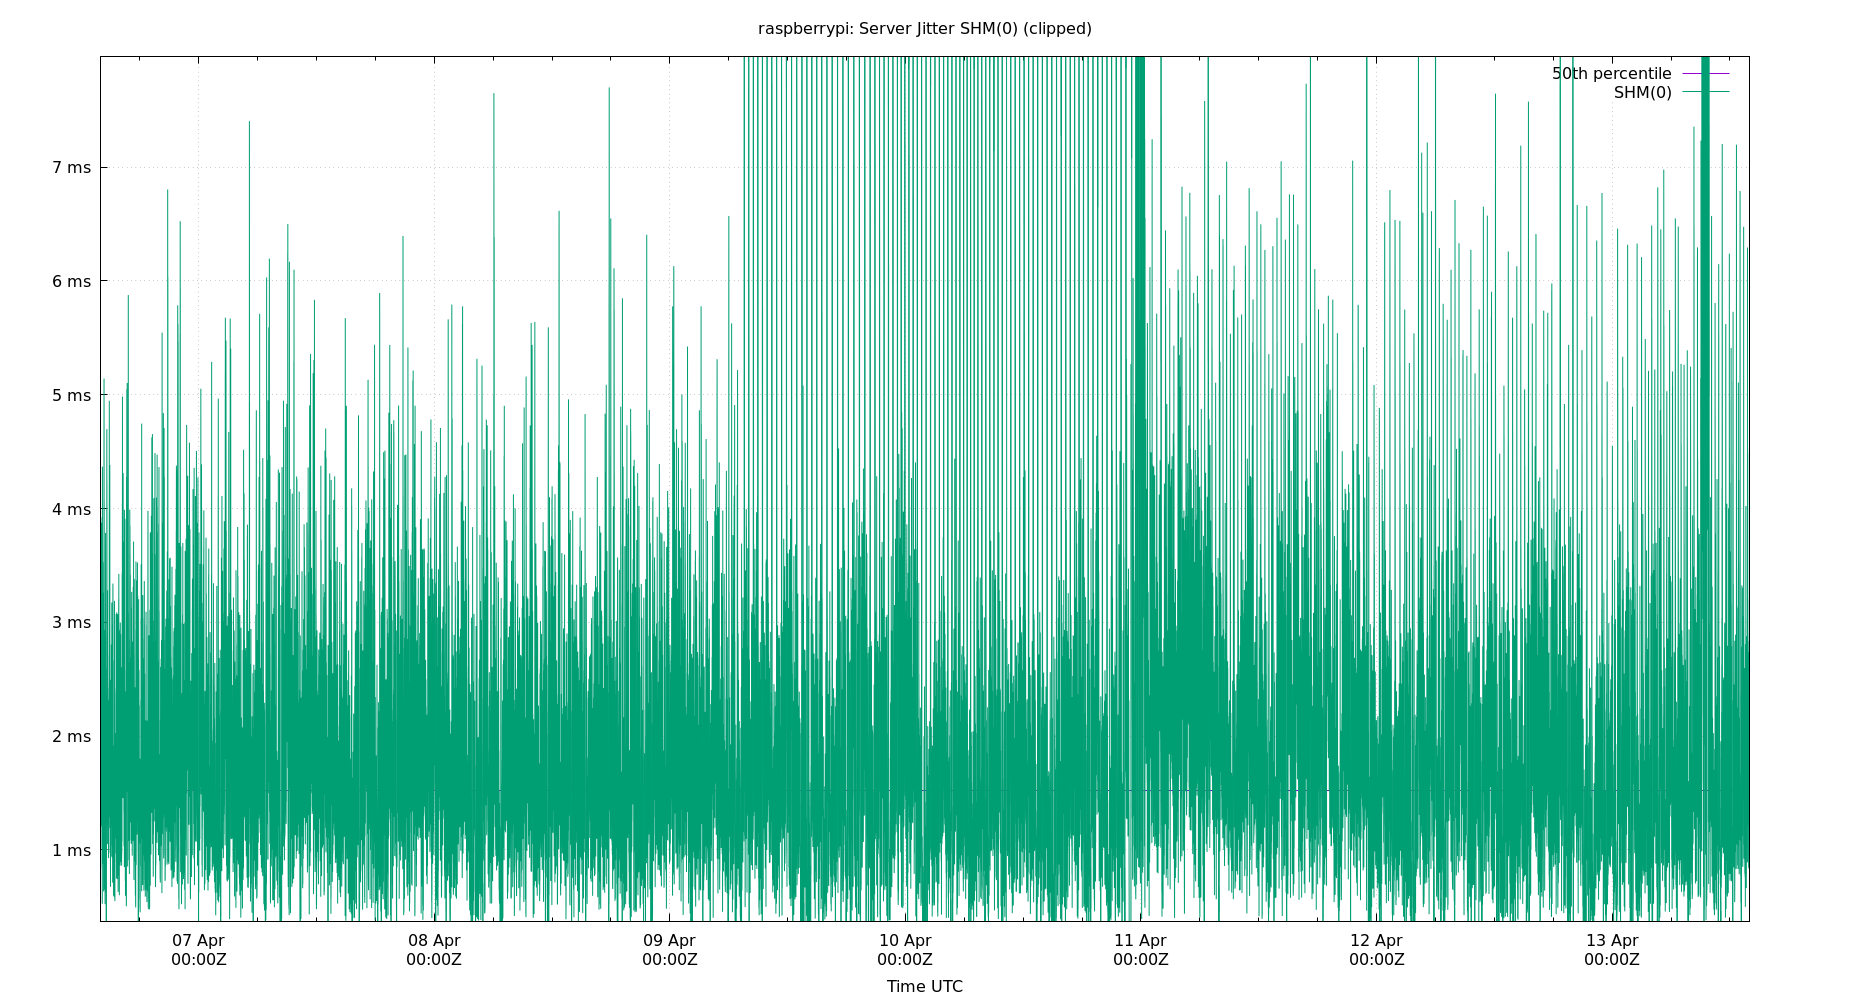 raspberrypi: Server Jitter SHM(0) (clipped)
50th percentile
SHM(0)
7 ms
6 ms
5 ms
4 ms
3 ms
2 ms
1 ms
07 Apr 08 Apr 09 Apr 10 Apr 11 Apr 12 Apr 13 Apr
00:00Z 00:00Z 00:00Z 00:00Z 00:00Z 00:00Z 00:00Z
Time UTC